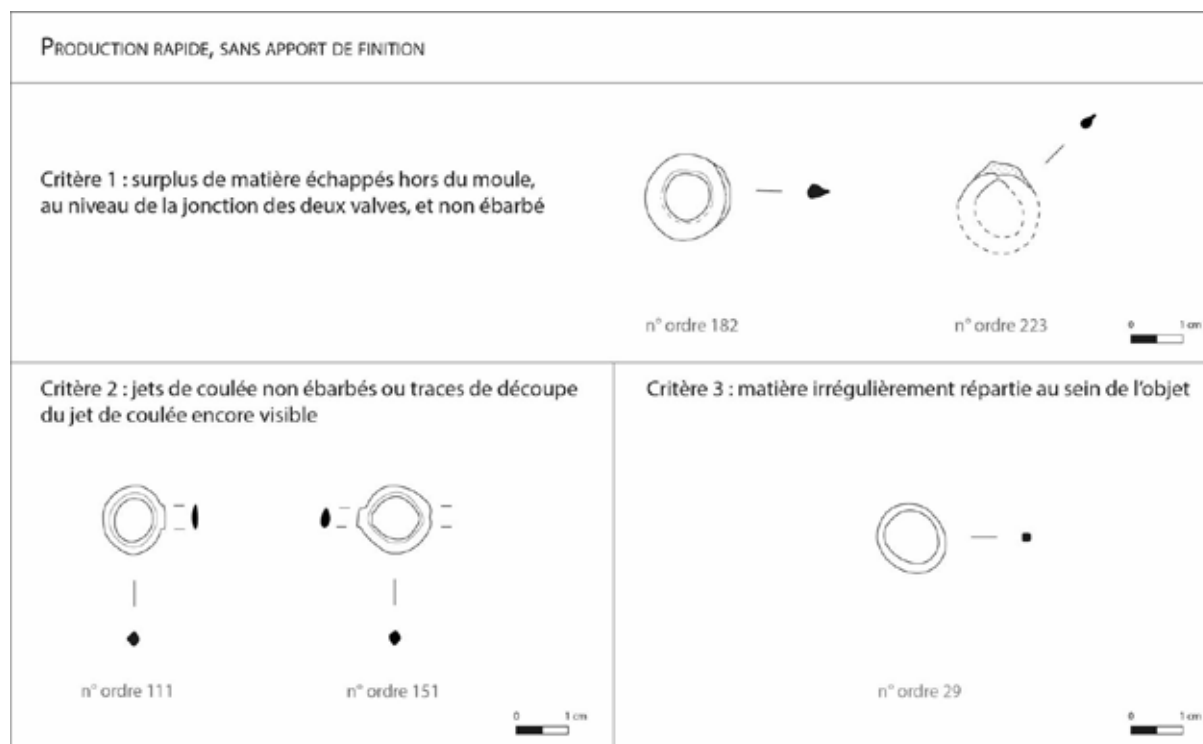 PRODUCTION RAPIDE, SANS APPORT DE FINITION
Critère 1 : surplus de matière échappés hors du moule,
au niveau de la jonction des deux valves, et non ébarbé
n° ordre 182
n° ordre 223
0 1 cm
Critère 2 : jets de coulée non ébarbés ou traces de découpe
du jet de coulée encore visible
n° ordre 111
n° ordre 151
0 1 cm
Critère 3 : matière irrégulièrement répartie au sein de l'objet
n° ordre 29
0 1 cm